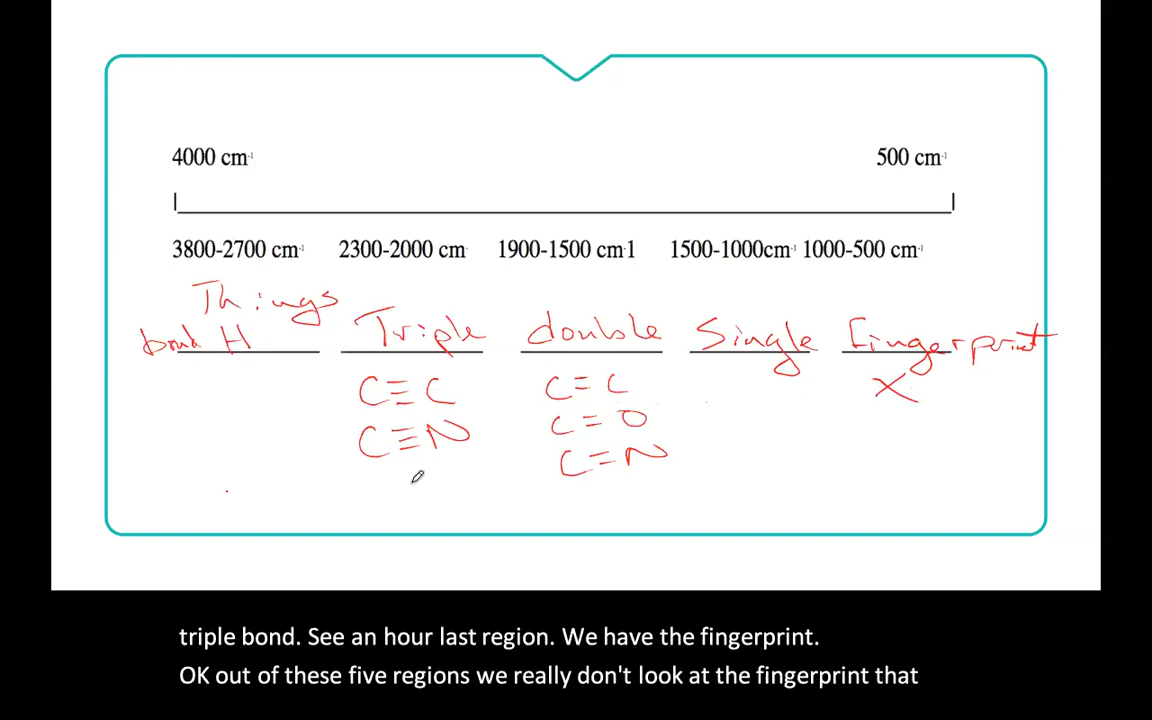 4000 cm-1 500 cm-1
3800-2700 cm-1 2300-2000 cm- 1900-1500 cm-1 1500-1000cm-1 1000-500 cm-1
Things
bond H Triple double Single Fingerprint
C≡C C=C X
C≡N C=O
C=N
triple bond. See an hour last region. We have the fingerprint.
OK out of these five regions we really don't look at the fingerprint that